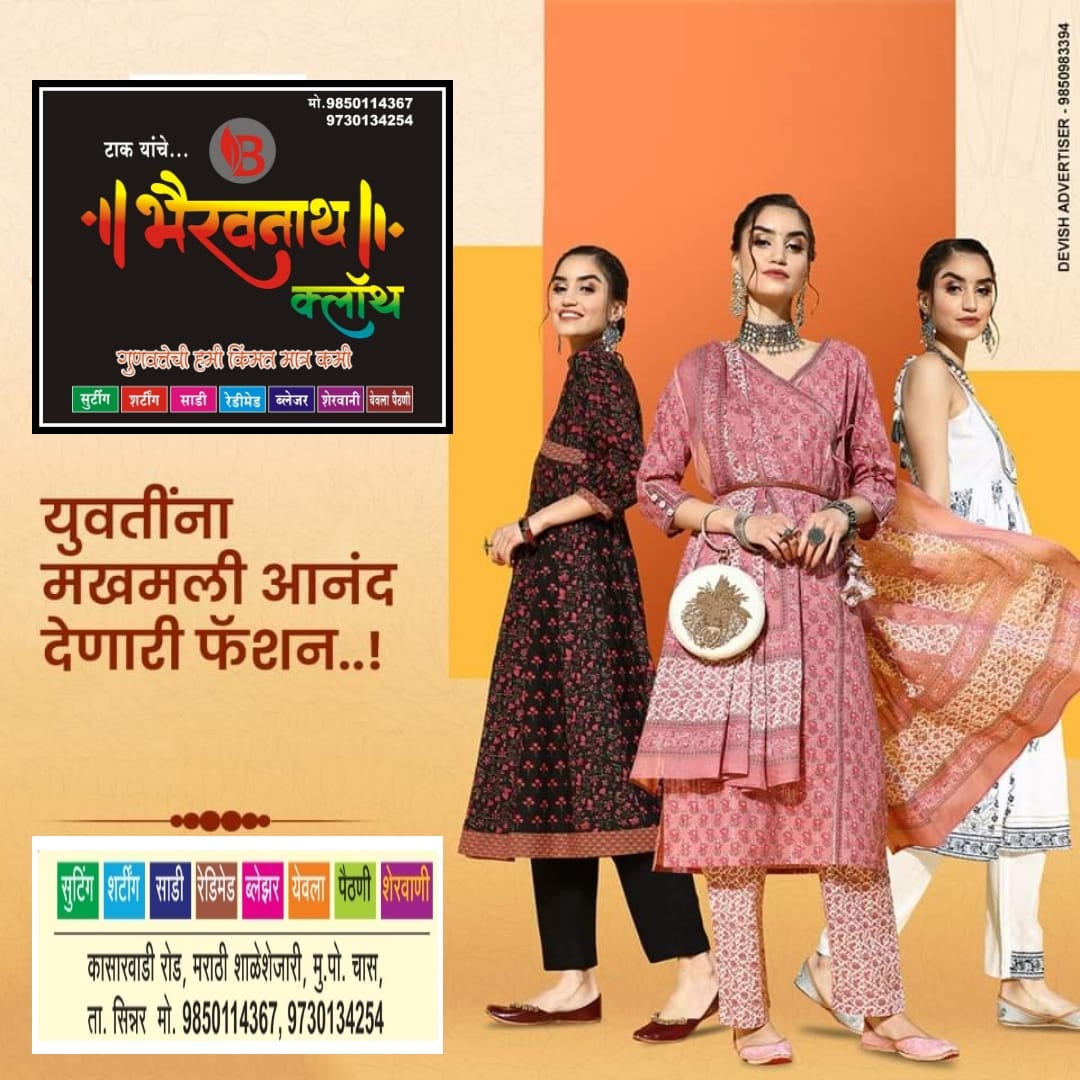 मो.9850114367
9730134254
टाक यांचे...
B
भैरवनाथ
क्लॉथ
गुणवत्तेची हमी किंमत मात्र कमी
सुटींग शर्टींग साडी रेडीमेड ब्लेजर शेरवानी येवला पैठणी
युवतींना
मखमली आनंद
देणारी फॅशन..!
सुटिंग शर्टींग साडी रेडिमेड ब्लेझर येवला पैठणी शेरवाणी
कासारवाडी रोड, मराठी शाळेशेजारी, मु.पो. चास,
ता. सिन्नर मो. 9850114367, 9730134254
DEVISH ADVERTISER - 9850983394